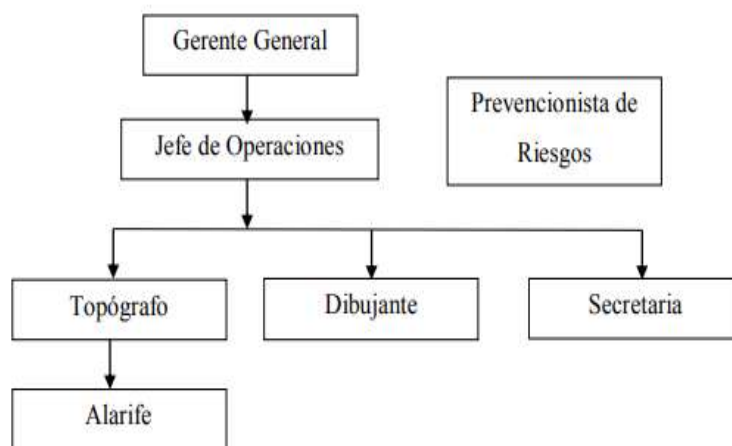 Gerente General
Prevencionista de
Riesgos
Jefe de Operaciones
Topógrafo
Dibujante
Secretaria
Alarife